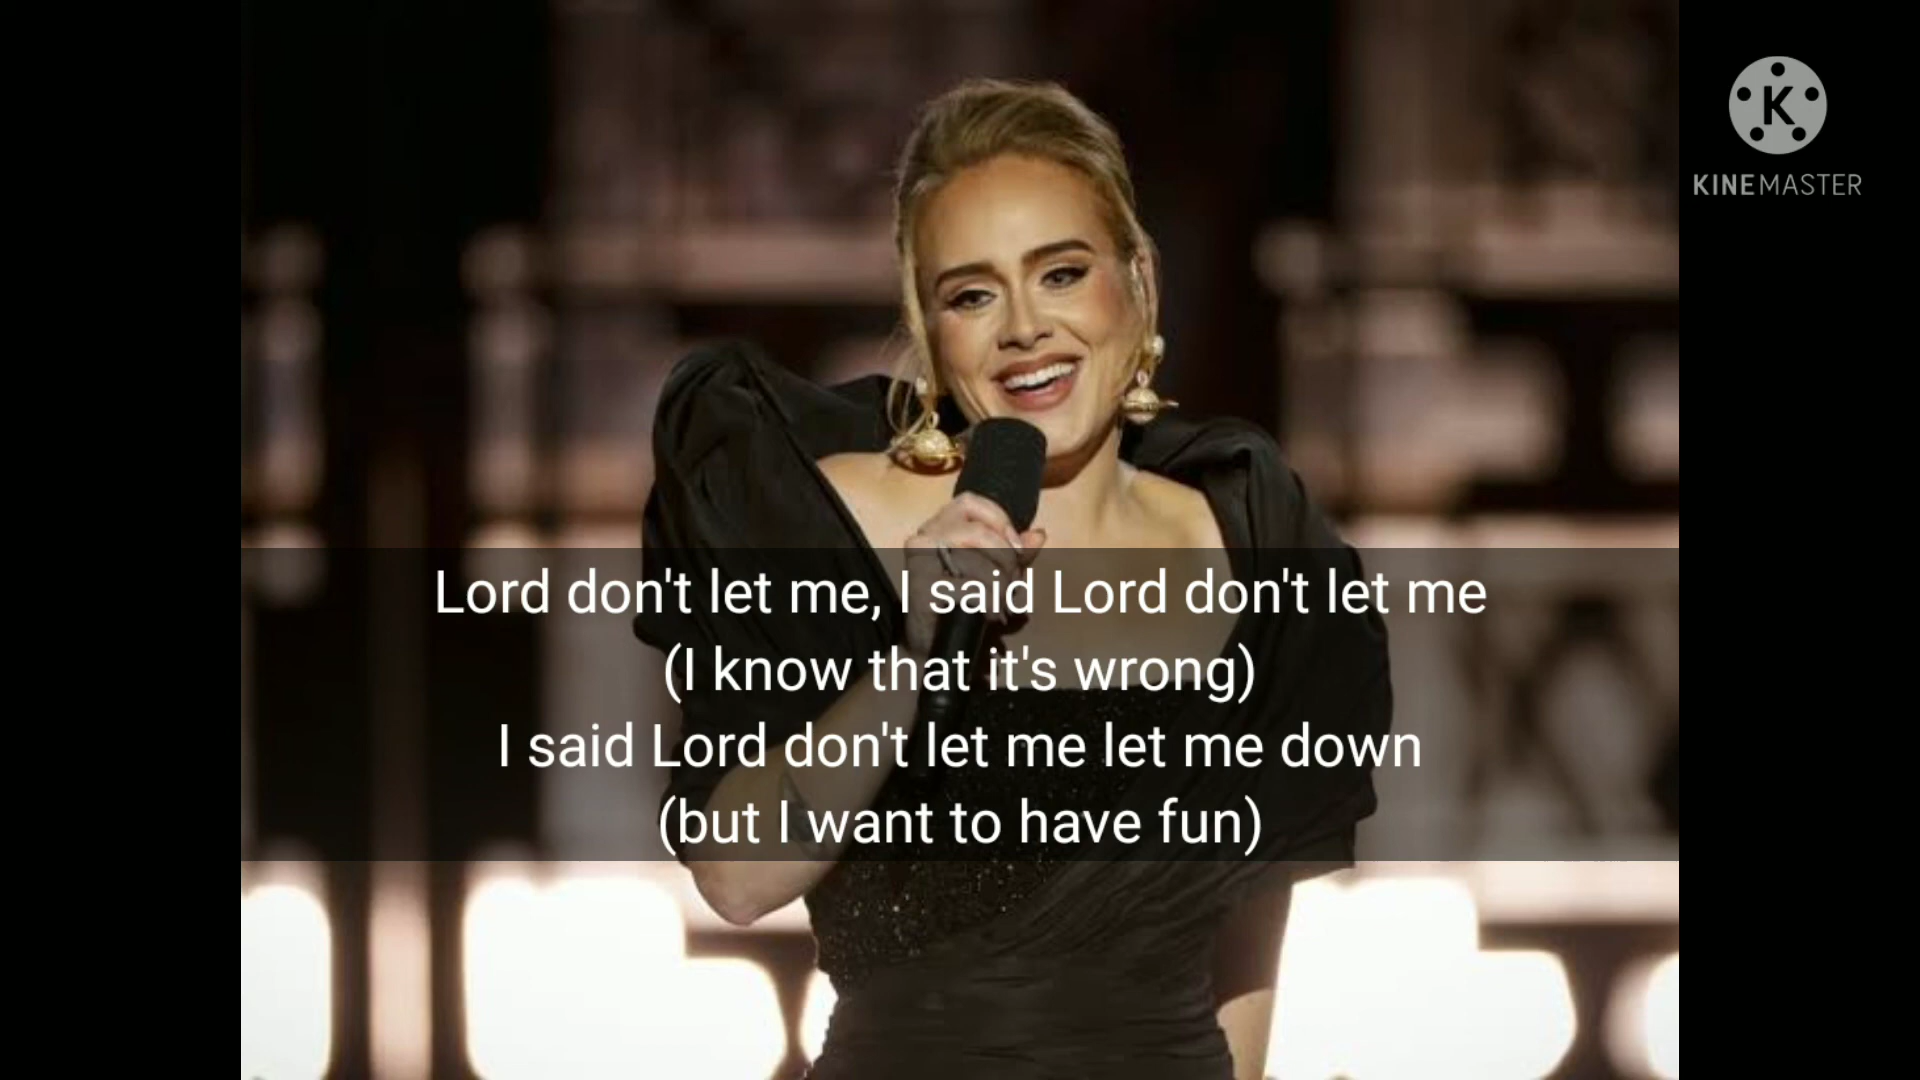 K
KINEMASTER
Lord don't let me, I said Lord don't let me
(I know that it's wrong)
I said Lord don't let me let me down
(but I want to have fun)